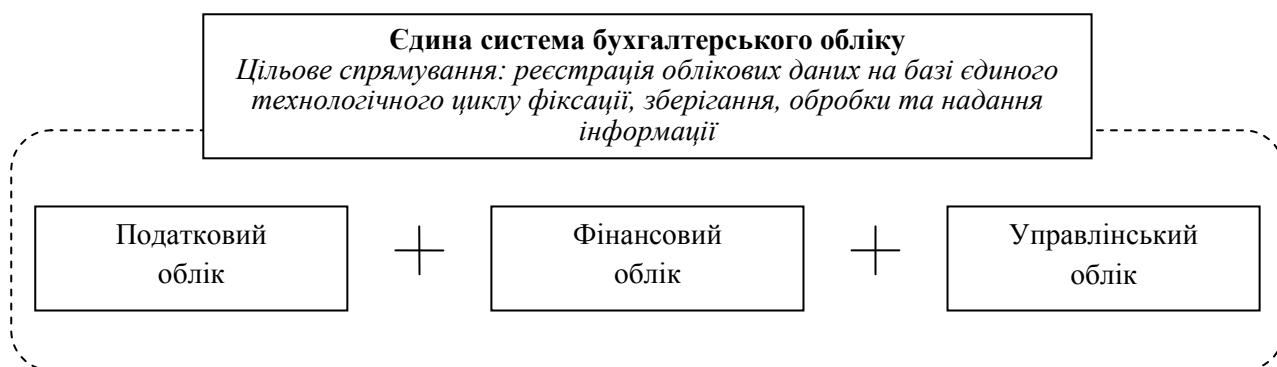 Єдина система бухгалтерського обліку
Цільове спрямування: реєстрація облікових даних на базі єдиного
технологічного циклу фіксації, зберігання, обробки та надання
інформації
Податковий
облік
Фінансовий
облік
Управлінський
облік